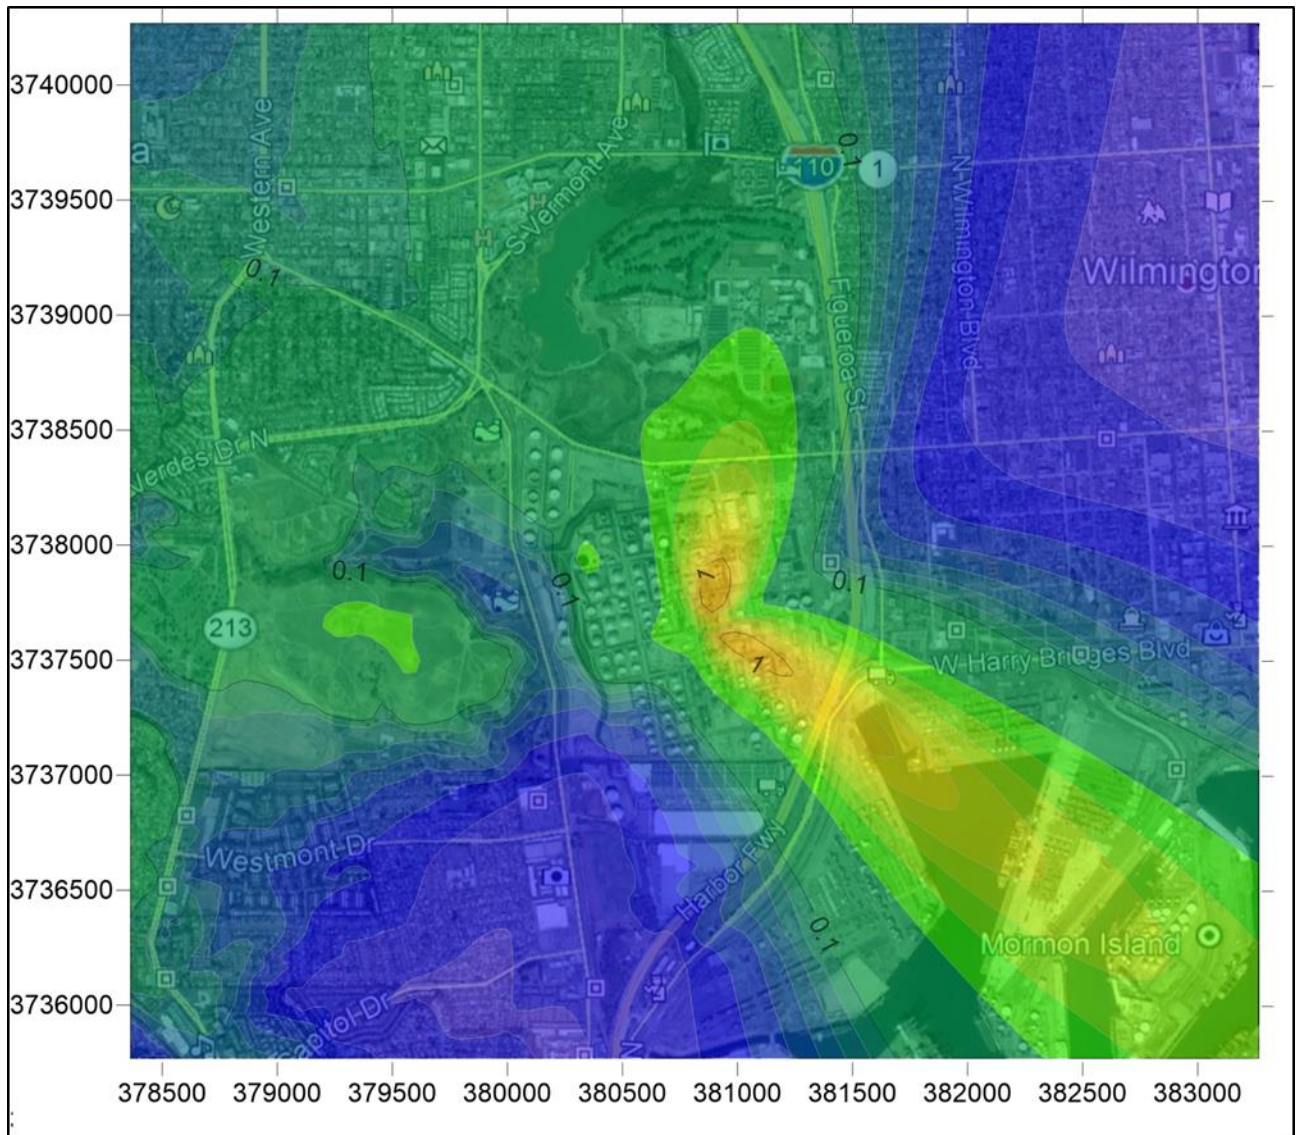 3740000
3739500
3739000
3738500
3738000
3737500
3737000
3736500
3736000
a
Western Ave
S Vermont Ave
0.1
110
1
N Wilmington Blvd
Wilmington
0.1
Figueroa St
Verdes Dr N
H
H
1
0.1
0.1
0.1
213
1
W Harry Bridges Blvd
Westmont Dr
Harbor Fwy
0.1
Mormon Island
Capitol Dr
N
378500 379000 379500 380000 380500 381000 381500 382000 382500 383000